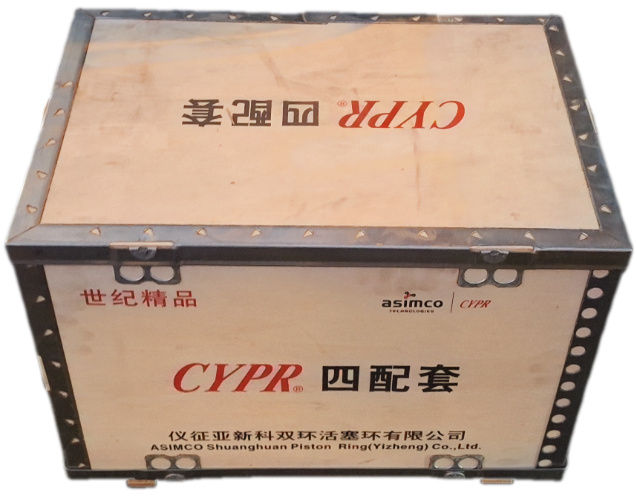 CYPR® 四配套
世纪精品
asimco
TECHNOLOGIES
CYPR
CYPR® 四配套
仪征亚新科双环活塞环有限公司
ASIMCO Shuanghuan Piston Ring(Yizheng) Co.,Ltd.